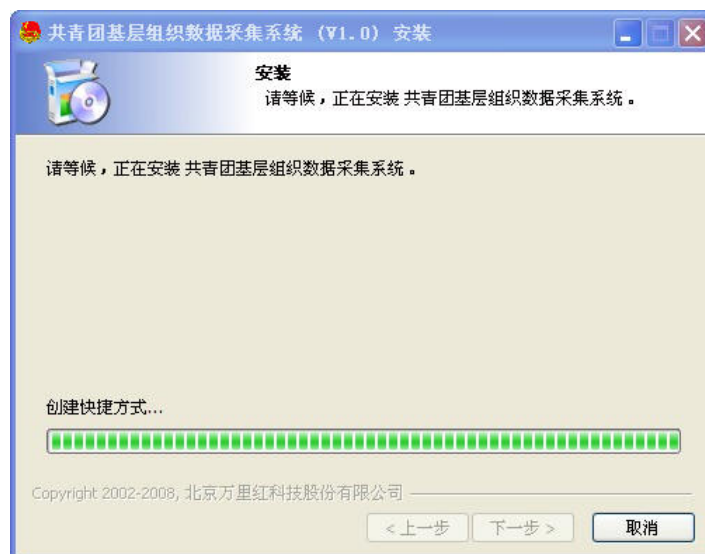 共青团基层组织数据采集系统 (V1.0) 安装
安装
请等候，正在安装 共青团基层组织数据采集系统。
请等候，正在安装 共青团基层组织数据采集系统。
创建快捷方式...
Copyright 2002-2008, 北京万里红科技股份有限公司
<上一步 下一步> 取消